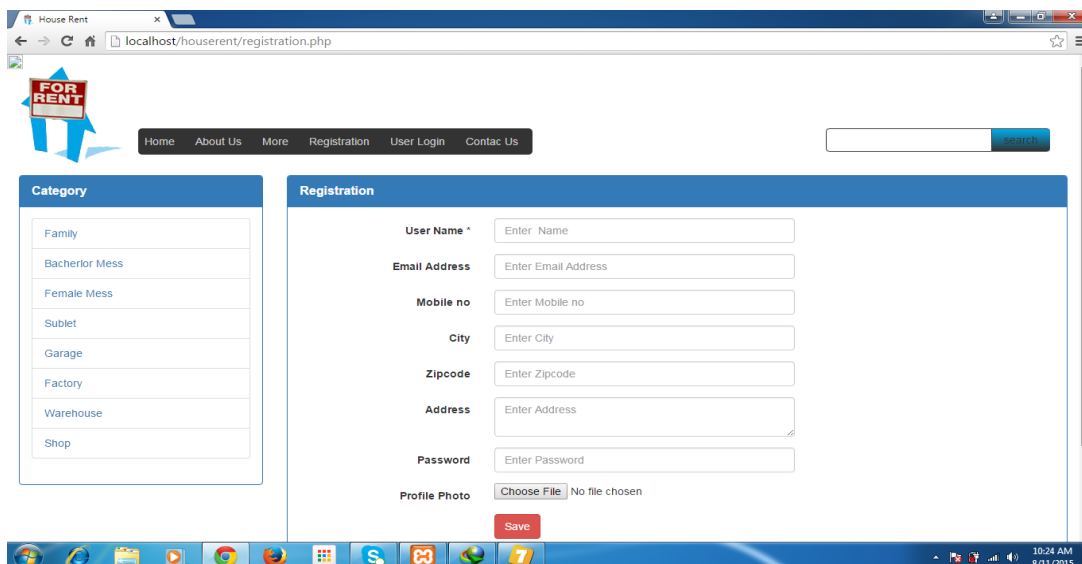 House Rent
localhost/houserent/registration.php
FOR
RENT
Home About Us More Registration User Login Contac Us
search
Category
Family
Bacherlor Mess
Female Mess
Sublet
Garage
Factory
Warehouse
Shop
Registration
User Name * Enter Name
Email Address Enter Email Address
Mobile no Enter Mobile no
City Enter City
Zipcode Enter Zipcode
Address Enter Address
Password Enter Password
Profile Photo Choose File No file chosen
Save
10:24 AM
8/11/2015